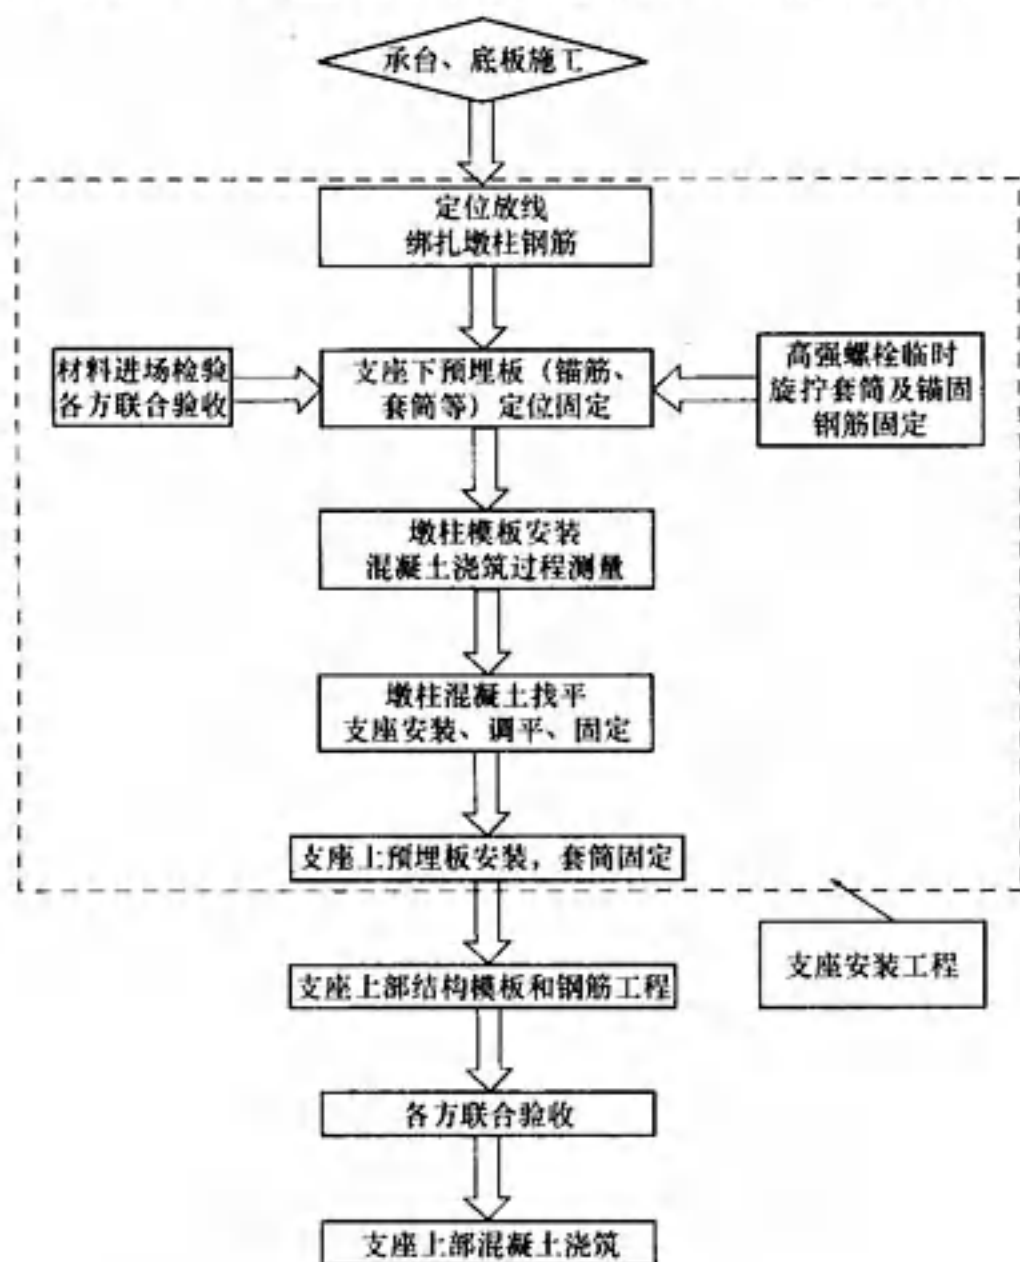 承台、底板施工
定位放线
绑扎墩柱钢筋
材料进场检验
各方联合验收
支座下预埋板（锚筋、
套筒等）定位固定
高强螺栓临时
旋拧套筒及锚固
钢筋固定
墩柱模板安装
混凝土浇筑过程测量
墩柱混凝土找平
支座安装、调平、固定
支座上预埋板安装，套筒固定
支座安装工程
支座上部结构模板和钢筋工程
各方联合验收
支座上部混凝土浇筑